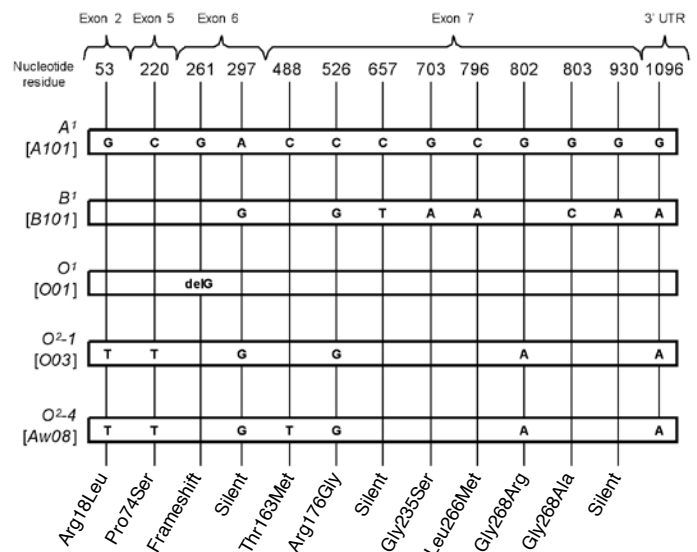 Exon 2 Exon 5 Exon 6 Exon 7 3' UTR
Nucleotide
residue
53 220 261 297 488 526 657 703 796 802 803 930 1096
A¹
[A101]
G C G A C C C G C G G G G
B¹
[B101]
G G T A A C A A
O¹
[O01]
delG
O²-1
[O03]
T T G G A A
O²-4
[Aw08]
T T G T G A A
Arg18Leu
Pro74Ser
Frameshift
Silent
Thr163Met
Arg176Gly
Silent
Gly235Ser
Leu266Met
Gly268Arg
Gly268Ala
Silent